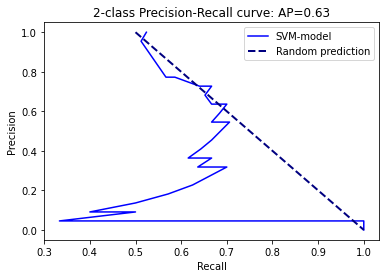 2-class Precision-Recall curve: AP=0.63
SVM-model
Random prediction
Precision
1.0
0.8
0.6
0.4
0.2
0.0
0.3 0.4 0.5 0.6 0.7 0.8 0.9 1.0
Recall